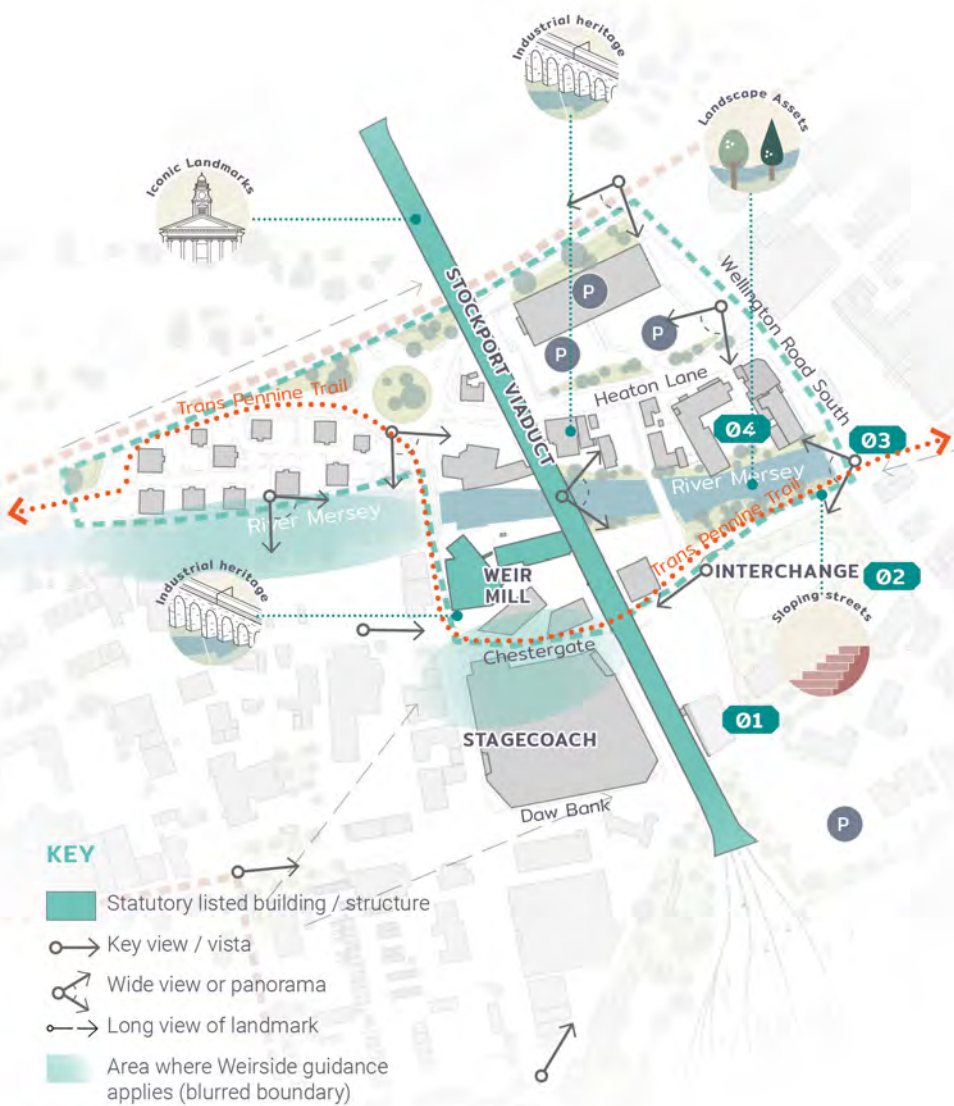 Industrial heritage
Landscape Assets
Iconic Landmarks
STOCKPORT VIADUCT
Wellington Road South
P
P
P
Heaton Lane
Trans Pennine Trail
04
03
River Mersey
River Mersey
Trans Pennine Trail
INTERCHANGE
02
WEIR
MILL
Industrial heritage
Sloping streets
Chestergate
01
STAGECOACH
Daw Bank
P
KEY
Statutory listed building / structure
Key view / vista
Wide view or panorama
Long view of landmark
Area where Weirside guidance
applies (blurred boundary)